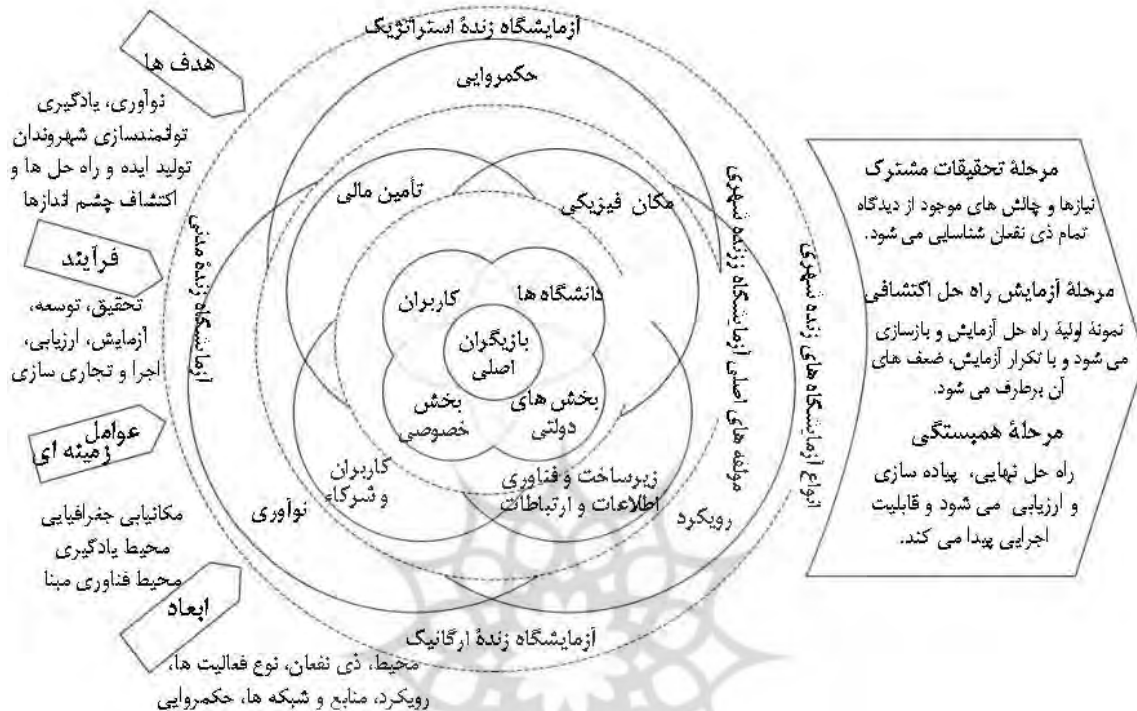 آزمایشگاه زندهٔ استراتژیک
حکمروایی
هدف ها
نوآوری، یادگیری
توانمندسازی شهروندان
تولید ایده و راه حل ها و
اکتشاف چشم اندازها
فرآیند
تحقیق، توسعه،
آزمایش، ارزیابی،
اجرا و تجاری سازی
عوامل
زمینه ای
مکانیابی جغرافیایی
محیط یادگیری
محیط فناوری مبنا
ابعاد
محیط، ذی نفعان، نوع فعالیت ها،
رویکرد، منابع و شبکه ها، حکمروایی
آزمایشگاه زندهٔ مدنی
تأمین مالی
مکان فیزیکی
کاربران
دانشگاه ها
بازیگران
اصلی
بخش
خصوصی
بخش های
دولتی
کاربران
و شرکاء
زیرساخت و فناوری
اطلاعات و ارتباطات
نوآوری
رویکرد
مولفه های اصلی آزمایشگاه ززنده شهری
انواع آزمایشگاه های زنده شهری
آزمایشگاه زندهٔ ارگانیک
مرحلهٔ تحقیقات مشترک
نیازها و چالش های موجود از دیدگاه
تمام ذی نفعان شناسایی می شود.
مرحلهٔ آزمایش راه حل اکتشافی
نمونهٔ اولیهٔ راه حل آزمایش و بازسازی
می شود و با تکرار آزمایش، ضعف های
آن برطرف می شود.
مرحلهٔ همبستگی
راه حل نهایی، پیاده سازی
و ارزیابی می شود و قابلیت
اجرایی پیدا می کند.